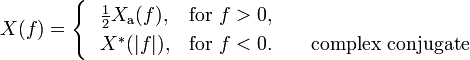 X(f) = { ½X_a(f), for f > 0,
X*(|f|), for f < 0. complex conjugate